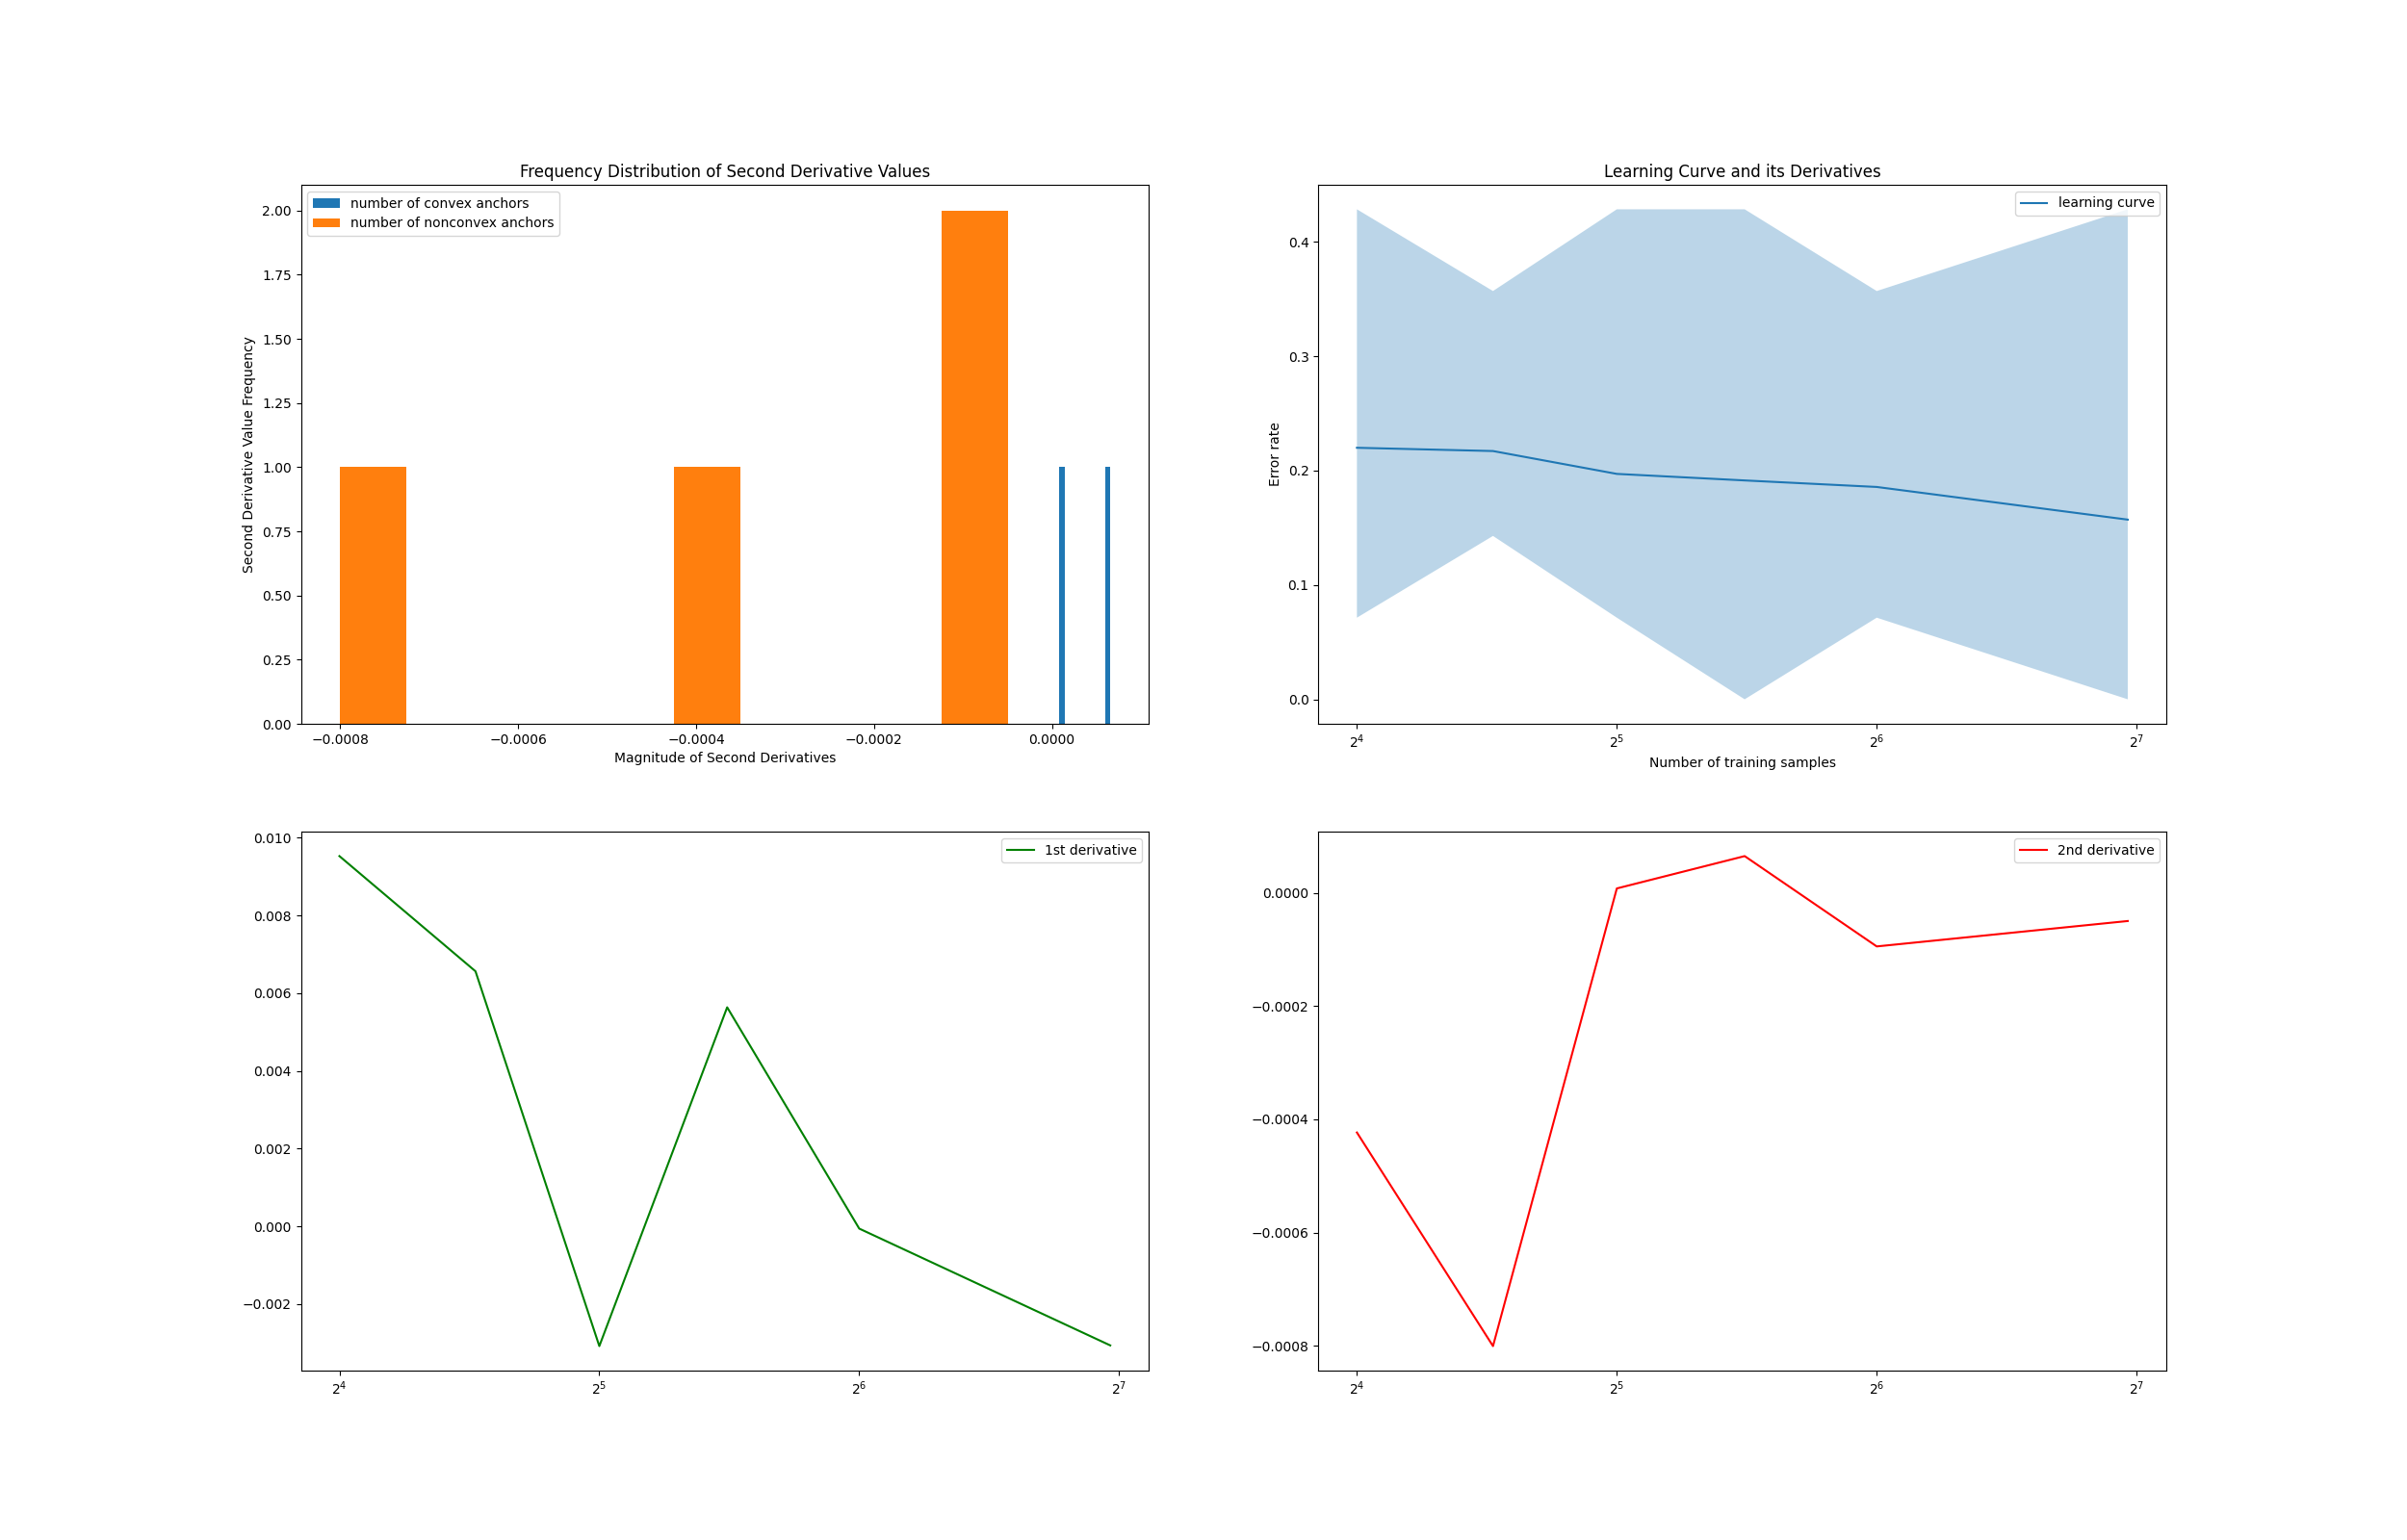 Frequency Distribution of Second Derivative Values
number of convex anchors
number of nonconvex anchors
2.00
1.75
1.50
1.25
1.00
0.75
0.50
0.25
0.00
Second Derivative Value Frequency
−0.0008 −0.0006 −0.0004 −0.0002 0.0000
Magnitude of Second Derivatives
Learning Curve and its Derivatives
learning curve
0.4
0.3
0.2
0.1
0.0
Error rate
2⁴ 2⁵ 2⁶ 2⁷
Number of training samples
1st derivative
0.010
0.008
0.006
0.004
0.002
0.000
−0.002
2⁴ 2⁵ 2⁶ 2⁷
2nd derivative
0.0000
−0.0002
−0.0004
−0.0006
−0.0008
2⁴ 2⁵ 2⁶ 2⁷